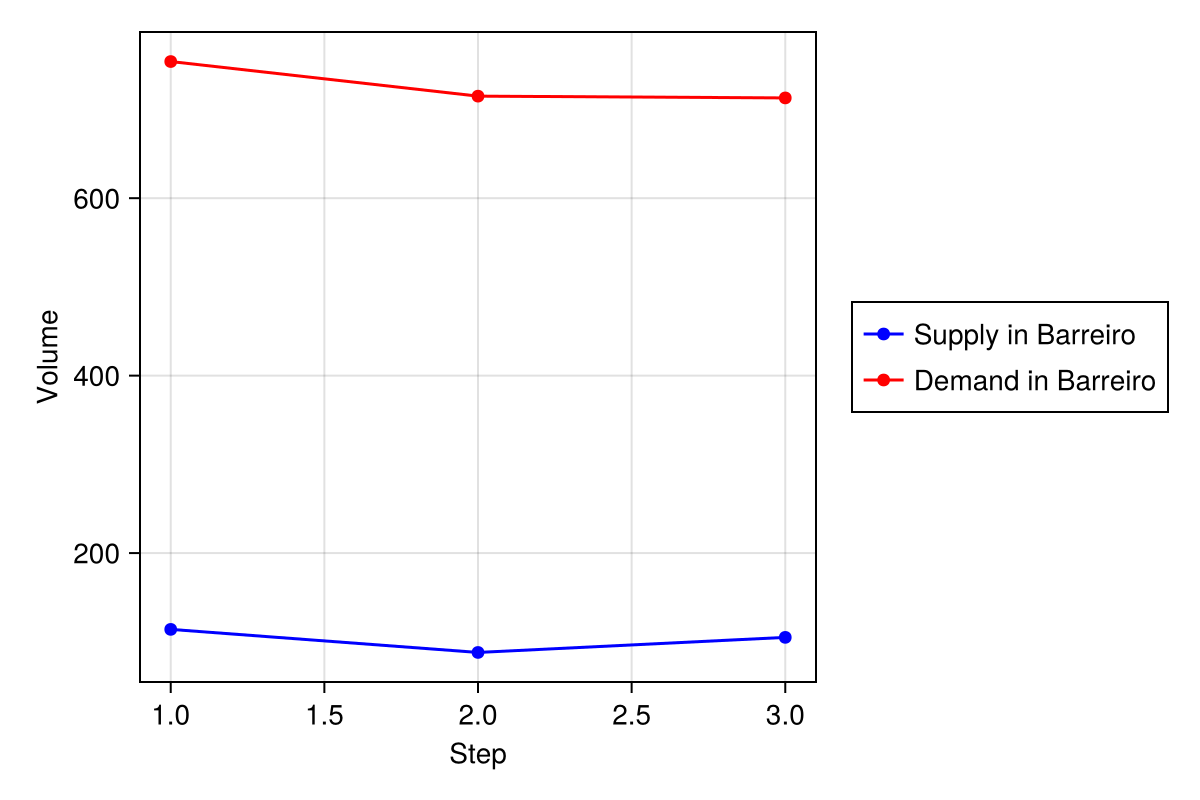 600
400
200
Volume
1.0 1.5 2.0 2.5 3.0
Step
Supply in Barreiro
Demand in Barreiro